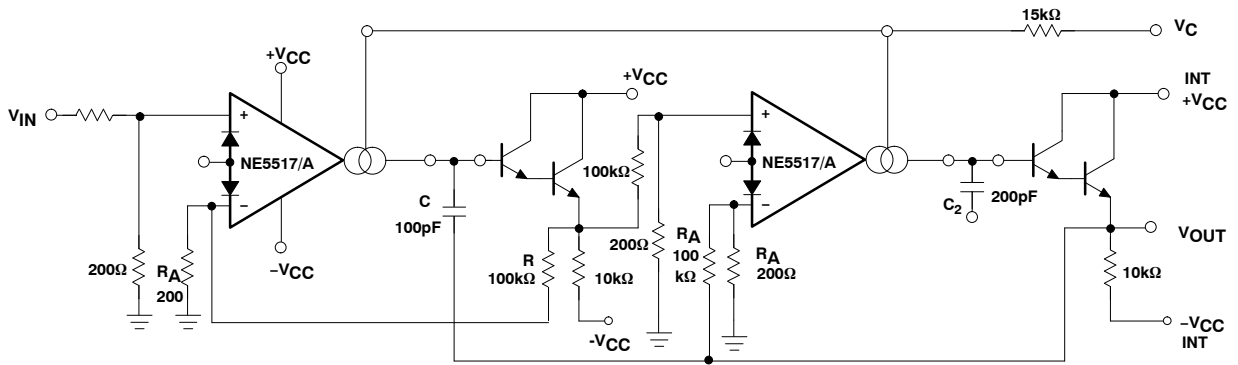 15kΩ
VC
+VCC
+VCC
INT
+VCC
VIN
+
NE5517/A
−
+
NE5517/A
−
100kΩ
C
100pF
C2
200pF
VOUT
200Ω
RA
200
−VCC
R
100kΩ
10kΩ
200Ω
RA
100
kΩ
RA
200Ω
10kΩ
-VCC
−VCC
INT